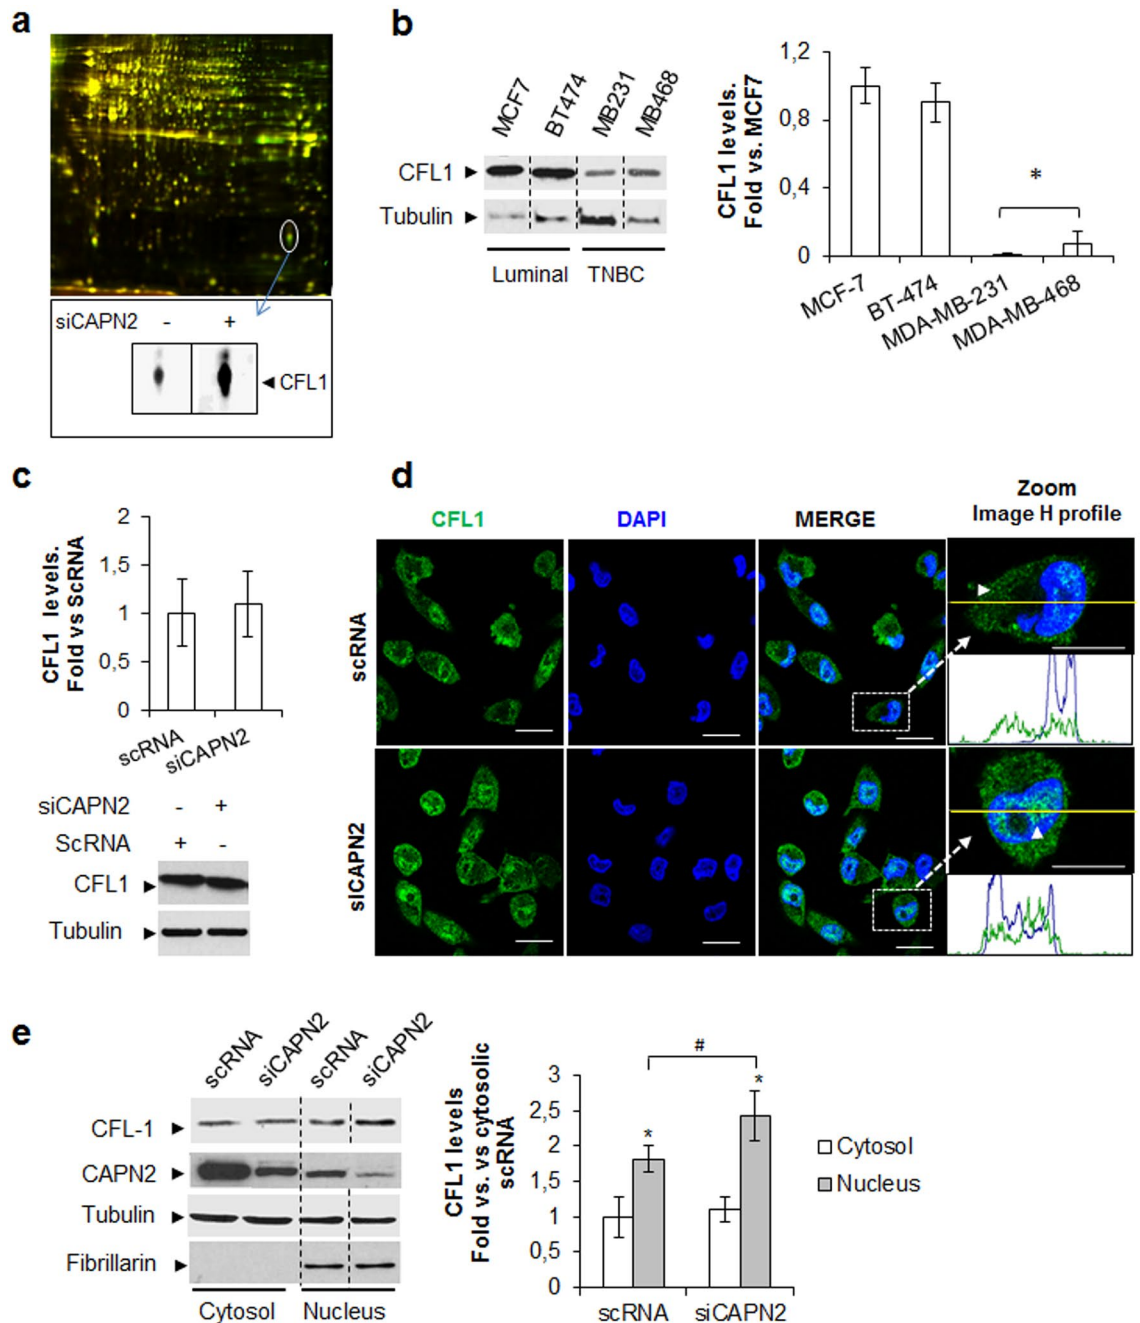 a
siCAPN2 - +
CFL1
b
MCF7 BT474 MB231 MB468
CFL1
Tubulin
Luminal TNBC
CFL1 levels.
Fold vs. MCF7
1,2
0,8
0,4
0
*
MCF-7 BT-474 MDA-MB-231 MDA-MB-468
c
CFL1 levels.
Fold vs ScRNA
2
1,5
1
0,5
0
scRNA siCAPN2
siCAPN2 - +
ScRNA + -
CFL1
Tubulin
d
CFL1 DAPI MERGE Zoom
Image H profile
scRNA
siCAPN2
e
scRNA siCAPN2 scRNA siCAPN2
CFL-1
CAPN2
Tubulin
Fibrillarin
Cytosol Nucleus
CFL1 levels
Fold vs. vs cytosolic
scRNA
3
2,5
2
1,5
1
0,5
0
#
* *
scRNA siCAPN2
Cytosol
Nucleus